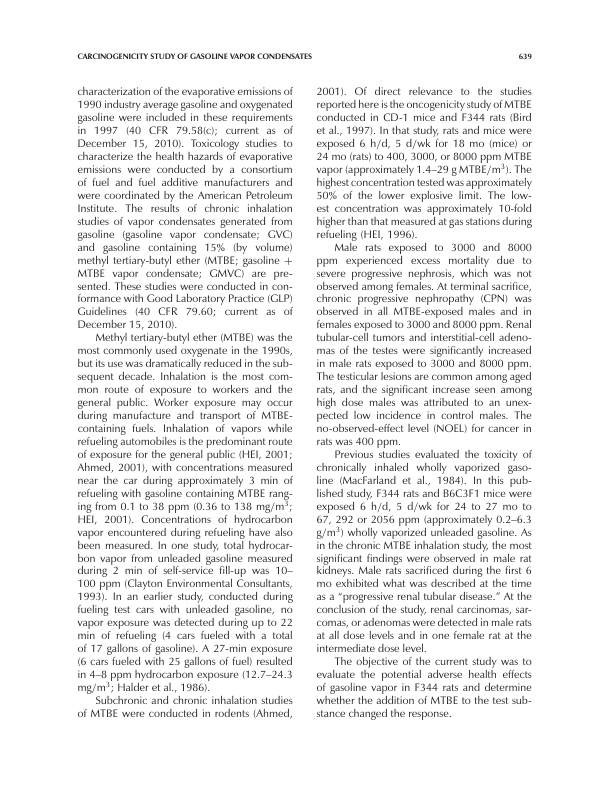 CARCINOGENICITY STUDY OF GASOLINE VAPOR CONDENSATES 639
characterization of the evaporative emissions of
1990 industry average gasoline and oxygenated
gasoline were included in these requirements
in 1997 (40 CFR 79.58(c); current as of
December 15, 2010). Toxicology studies to
characterize the health hazards of evaporative
emissions were conducted by a consortium
of fuel and fuel additive manufacturers and
were coordinated by the American Petroleum
Institute. The results of chronic inhalation
studies of vapor condensates generated from
gasoline (gasoline vapor condensate; GVC)
and gasoline containing 15% (by volume)
methyl tertiary-butyl ether (MTBE; gasoline +
MTBE vapor condensate; GMVC) are pre-
sented. These studies were conducted in con-
formance with Good Laboratory Practice (GLP)
Guidelines (40 CFR 79.60; current as of
December 15, 2010).
Methyl tertiary-butyl ether (MTBE) was the
most commonly used oxygenate in the 1990s,
but its use was dramatically reduced in the sub-
sequent decade. Inhalation is the most com-
mon route of exposure to workers and the
general public. Worker exposure may occur
during manufacture and transport of MTBE-
containing fuels. Inhalation of vapors while
refueling automobiles is the predominant route
of exposure for the general public (HEI, 2001;
Ahmed, 2001), with concentrations measured
near the car during approximately 3 min of
refueling with gasoline containing MTBE rang-
ing from 0.1 to 38 ppm (0.36 to 138 mg/m³;
HEI, 2001). Concentrations of hydrocarbon
vapor encountered during refueling have also
been measured. In one study, total hydrocar-
bon vapor from unleaded gasoline measured
during 2 min of self-service fill-up was 10–
100 ppm (Clayton Environmental Consultants,
1993). In an earlier study, conducted during
fueling test cars with unleaded gasoline, no
vapor exposure was detected during up to 22
min of refueling (4 cars fueled with a total
of 17 gallons of gasoline). A 27-min exposure
(6 cars fueled with 25 gallons of fuel) resulted
in 4–8 ppm hydrocarbon exposure (12.7–24.3
mg/m³; Halder et al., 1986).
Subchronic and chronic inhalation studies
of MTBE were conducted in rodents (Ahmed,
2001). Of direct relevance to the studies
reported here is the oncogenicity study of MTBE
conducted in CD-1 mice and F344 rats (Bird
et al., 1997). In that study, rats and mice were
exposed 6 h/d, 5 d/wk for 18 mo (mice) or
24 mo (rats) to 400, 3000, or 8000 ppm MTBE
vapor (approximately 1.4–29 g MTBE/m³). The
highest concentration tested was approximately
50% of the lower explosive limit. The low-
est concentration was approximately 10-fold
higher than that measured at gas stations during
refueling (HEI, 1996).
Male rats exposed to 3000 and 8000
ppm experienced excess mortality due to
severe progressive nephrosis, which was not
observed among females. At terminal sacrifice,
chronic progressive nephropathy (CPN) was
observed in all MTBE-exposed males and in
females exposed to 3000 and 8000 ppm. Renal
tubular-cell tumors and interstitial-cell adeno-
mas of the testes were significantly increased
in male rats exposed to 3000 and 8000 ppm.
The testicular lesions are common among aged
rats, and the significant increase seen among
high dose males was attributed to an unex-
pected low incidence in control males. The
no-observed-effect level (NOEL) for cancer in
rats was 400 ppm.
Previous studies evaluated the toxicity of
chronically inhaled wholly vaporized gaso-
line (MacFarland et al., 1984). In this pub-
lished study, F344 rats and B6C3F1 mice were
exposed 6 h/d, 5 d/wk for 24 to 27 mo to
67, 292 or 2056 ppm (approximately 0.2–6.3
g/m³) wholly vaporized unleaded gasoline. As
in the chronic MTBE inhalation study, the most
significant findings were observed in male rat
kidneys. Male rats sacrificed during the first 6
mo exhibited what was described at the time
as a “progressive renal tubular disease.” At the
conclusion of the study, renal carcinomas, sar-
comas, or adenomas were detected in male rats
at all dose levels and in one female rat at the
intermediate dose level.
The objective of the current study was to
evaluate the potential adverse health effects
of gasoline vapor in F344 rats and determine
whether the addition of MTBE to the test sub-
stance changed the response.